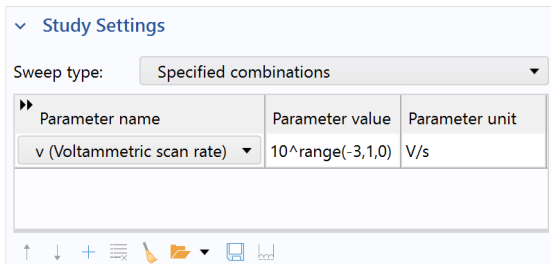 Study Settings
Sweep type: Specified combinations
Parameter name Parameter value Parameter unit
v (Voltammetric scan rate) 10^range(-3,1,0) V/s